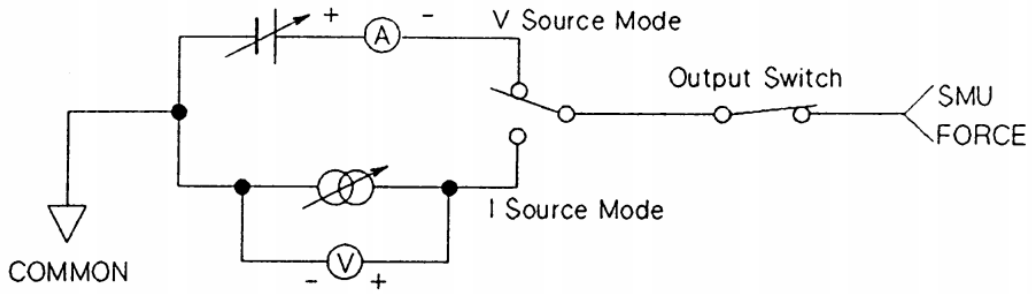 + A - V Source Mode
Output Switch
SMU
FORCE
I Source Mode
- V +
COMMON